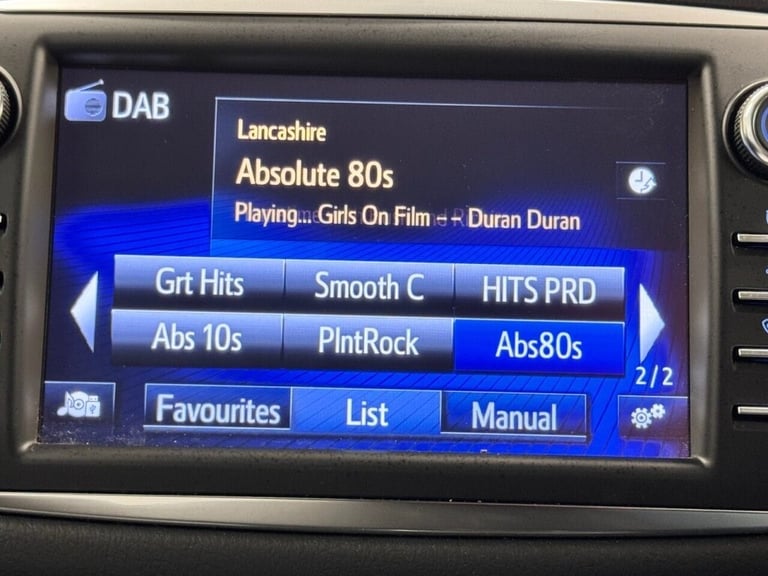 DAB
Lancashire
Absolute 80s
Playing... Girls On Film - - Duran Duran
Grt Hits Smooth C HITS PRD
Abs 10s PlntRock Abs80s
2/2
Favourites List Manual